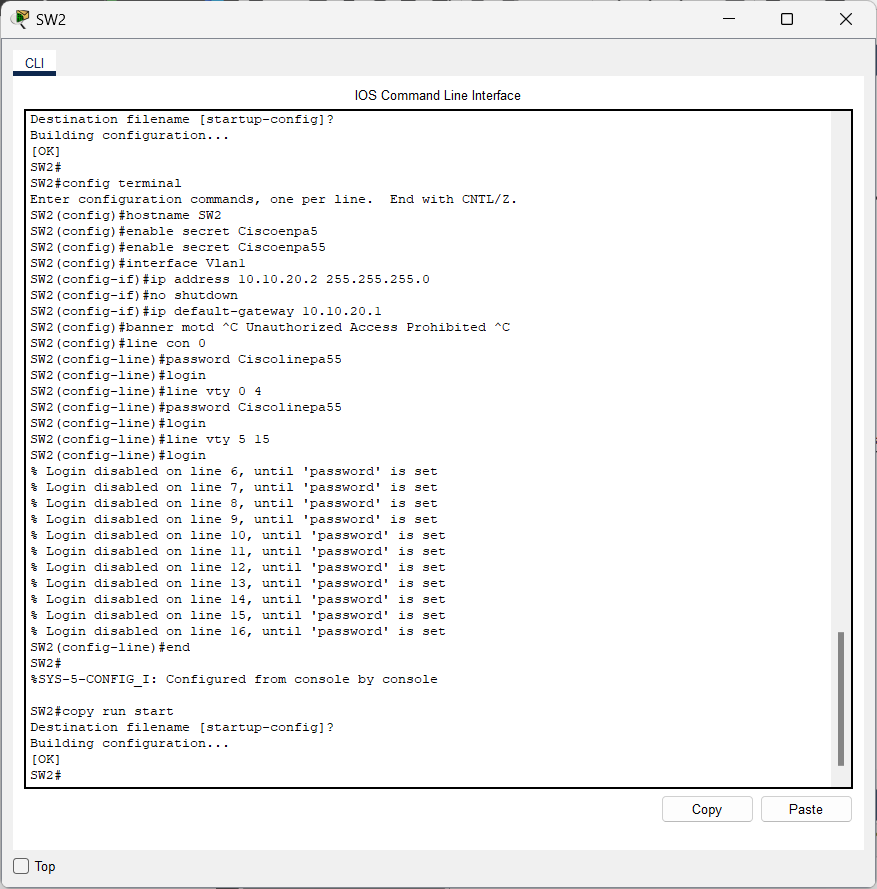 SW2
CLI
IOS Command Line Interface
Destination filename [startup-config]?
Building configuration...
[OK]
SW2#
SW2#config terminal
Enter configuration commands, one per line.  End with CNTL/Z.
SW2(config)#hostname SW2
SW2(config)#enable secret Ciscoenpa5
SW2(config)#enable secret Ciscoenpa55
SW2(config)#interface Vlan1
SW2(config-if)#ip address 10.10.20.2 255.255.255.0
SW2(config-if)#no shutdown
SW2(config-if)#ip default-gateway 10.10.20.1
SW2(config)#banner motd ^C Unauthorized Access Prohibited ^C
SW2(config)#line con 0
SW2(config-line)#password Ciscolinepa55
SW2(config-line)#login
SW2(config-line)#line vty 0 4
SW2(config-line)#password Ciscolinepa55
SW2(config-line)#login
SW2(config-line)#line vty 5 15
SW2(config-line)#login
% Login disabled on line 6, until 'password' is set
% Login disabled on line 7, until 'password' is set
% Login disabled on line 8, until 'password' is set
% Login disabled on line 9, until 'password' is set
% Login disabled on line 10, until 'password' is set
% Login disabled on line 11, until 'password' is set
% Login disabled on line 12, until 'password' is set
% Login disabled on line 13, until 'password' is set
% Login disabled on line 14, until 'password' is set
% Login disabled on line 15, until 'password' is set
% Login disabled on line 16, until 'password' is set
SW2(config-line)#end
SW2#
%SYS-5-CONFIG_I: Configured from console by console
SW2#copy run start
Destination filename [startup-config]?
Building configuration...
[OK]
SW2#
Copy
Paste
Top